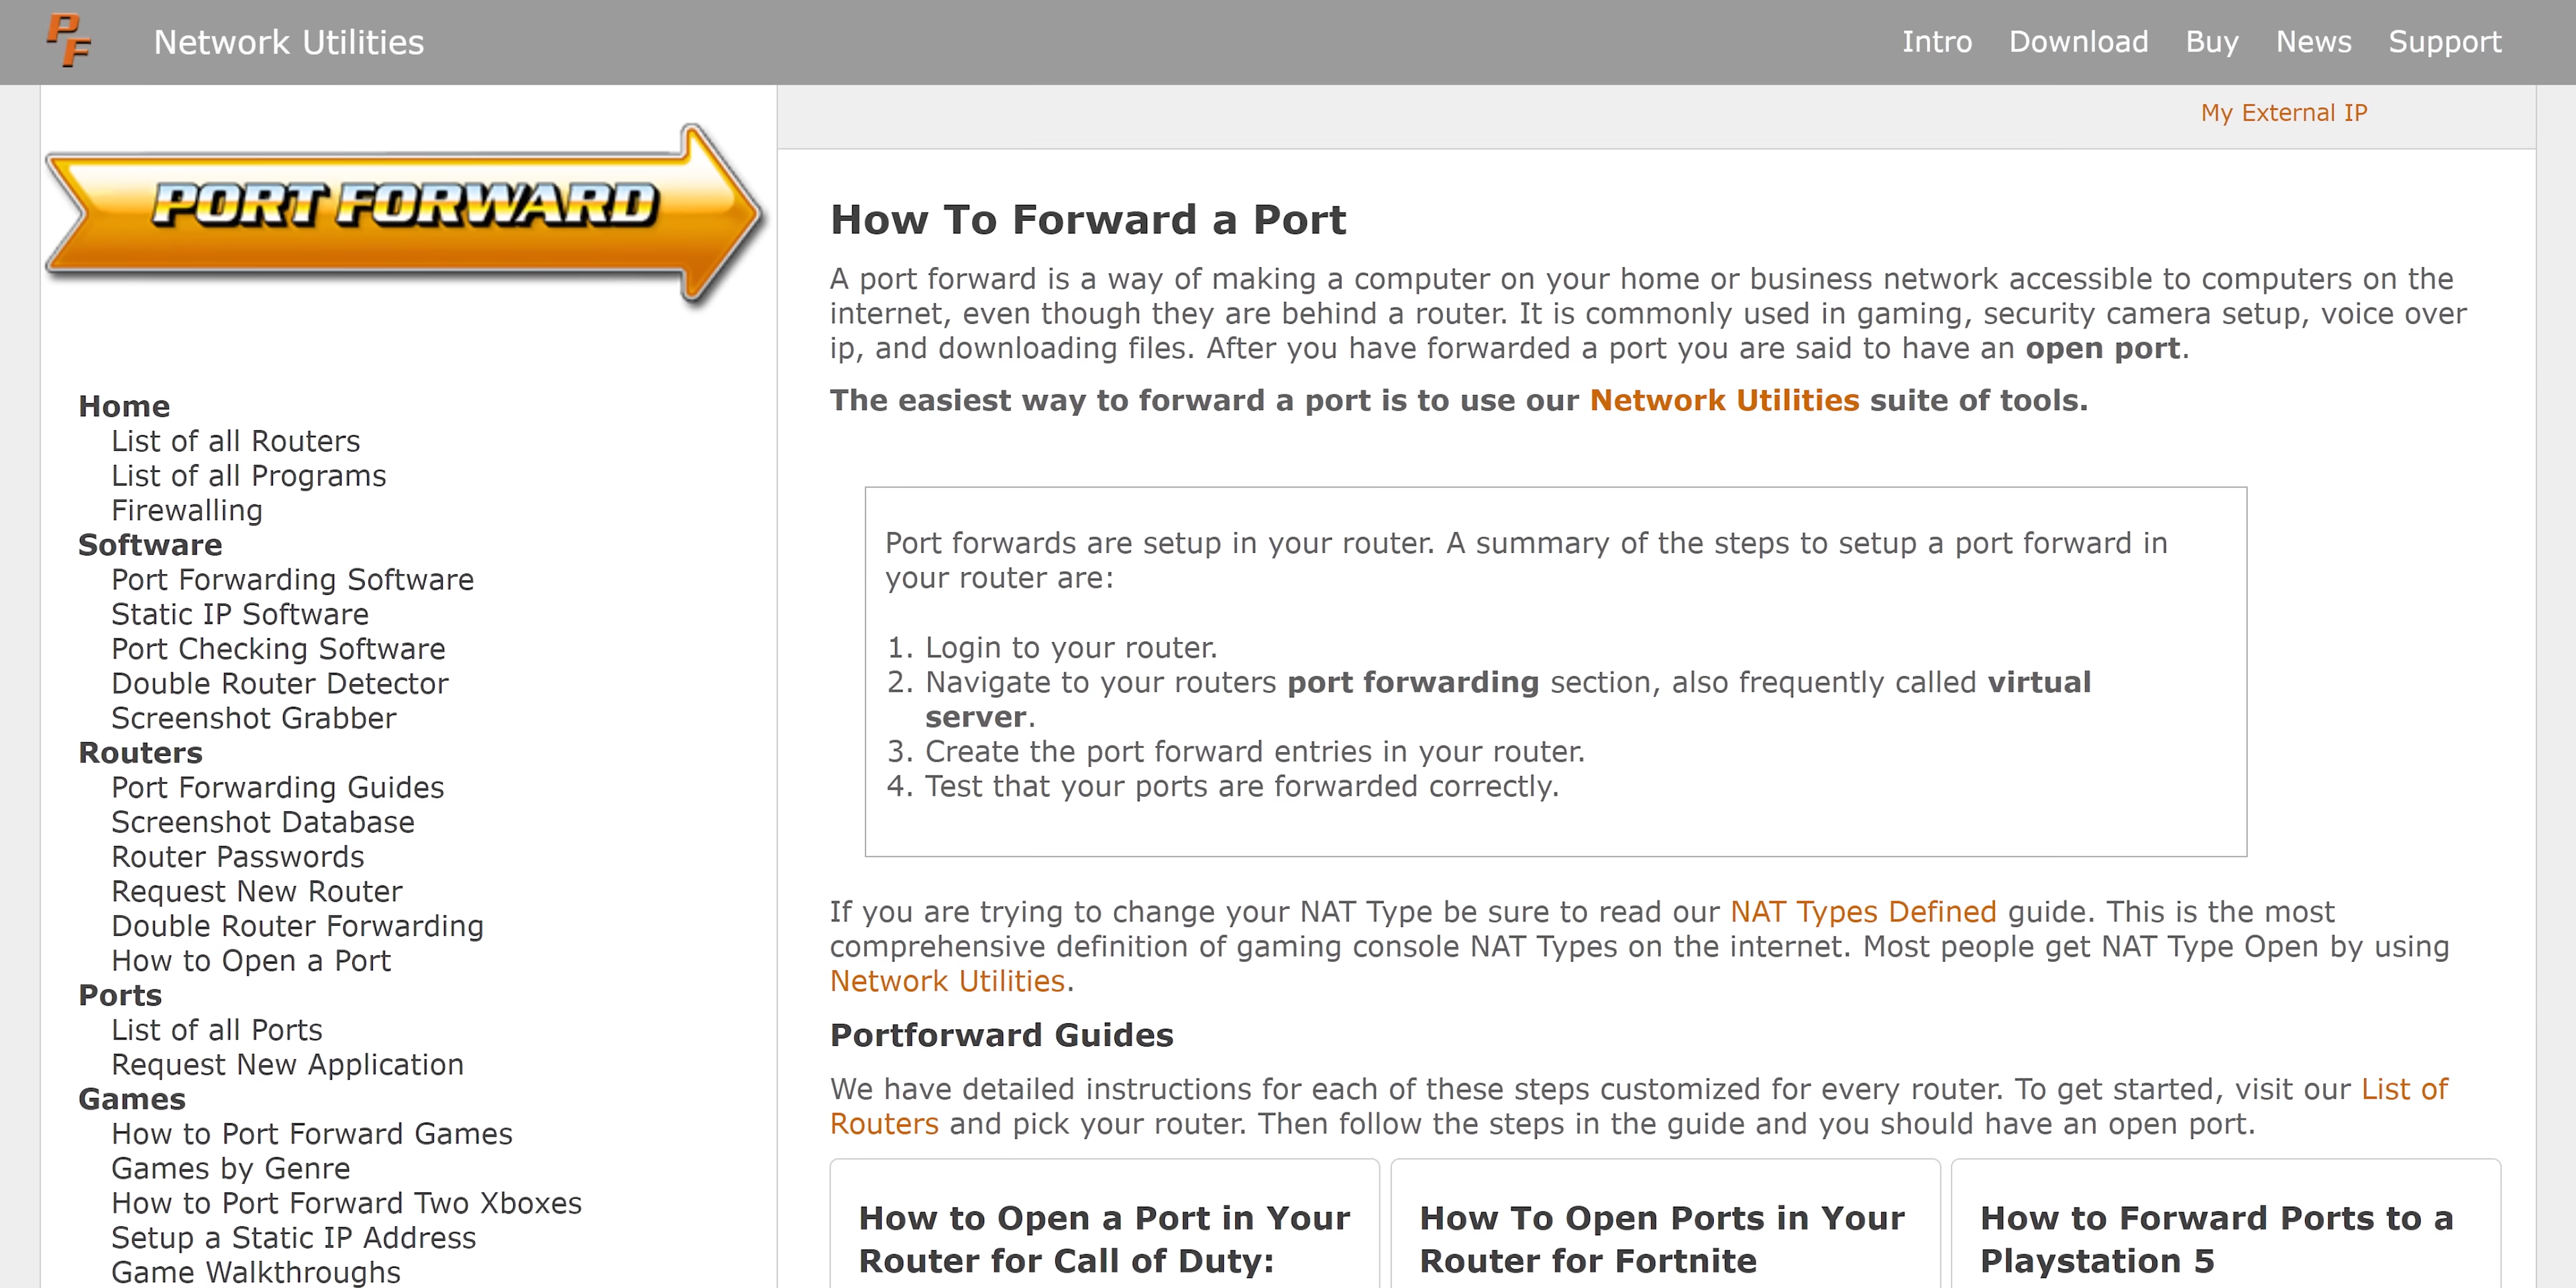 PF
Network Utilities
Intro
Download
Buy
News
Support
My External IP
PORT FORWARD
Home
List of all Routers
List of all Programs
Firewalling
Software
Port Forwarding Software
Static IP Software
Port Checking Software
Double Router Detector
Screenshot Grabber
Routers
Port Forwarding Guides
Screenshot Database
Router Passwords
Request New Router
Double Router Forwarding
How to Open a Port
Ports
List of all Ports
Request New Application
Games
How to Port Forward Games
Games by Genre
How to Port Forward Two Xboxes
Setup a Static IP Address
Game Walkthroughs
How To Forward a Port
A port forward is a way of making a computer on your home or business network accessible to computers on the
internet, even though they are behind a router. It is commonly used in gaming, security camera setup, voice over
ip, and downloading files. After you have forwarded a port you are said to have an open port.
The easiest way to forward a port is to use our Network Utilities suite of tools.
Port forwards are setup in your router. A summary of the steps to setup a port forward in
your router are:
1. Login to your router.
2. Navigate to your routers port forwarding section, also frequently called virtual
server.
3. Create the port forward entries in your router.
4. Test that your ports are forwarded correctly.
If you are trying to change your NAT Type be sure to read our NAT Types Defined guide. This is the most
comprehensive definition of gaming console NAT Types on the internet. Most people get NAT Type Open by using
Network Utilities.
Portforward Guides
We have detailed instructions for each of these steps customized for every router. To get started, visit our List of
Routers and pick your router. Then follow the steps in the guide and you should have an open port.
How to Open a Port in Your
Router for Call of Duty:
How To Open Ports in Your
Router for Fortnite
How to Forward Ports to a
Playstation 5